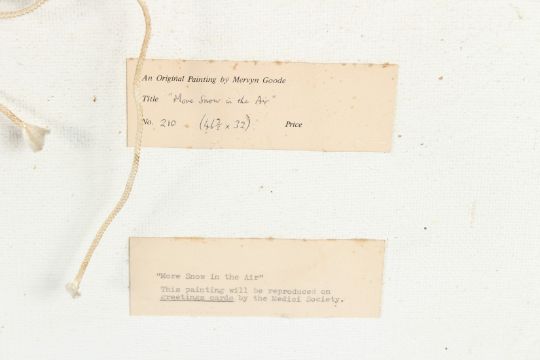 An Original Painting by Mervyn Goode
Title "More Snow in the Air"
No. 210 (46½ x 32) Price
"More Snow in the Air"
This painting will be reproduced on
greetings cards by the Medici Society.